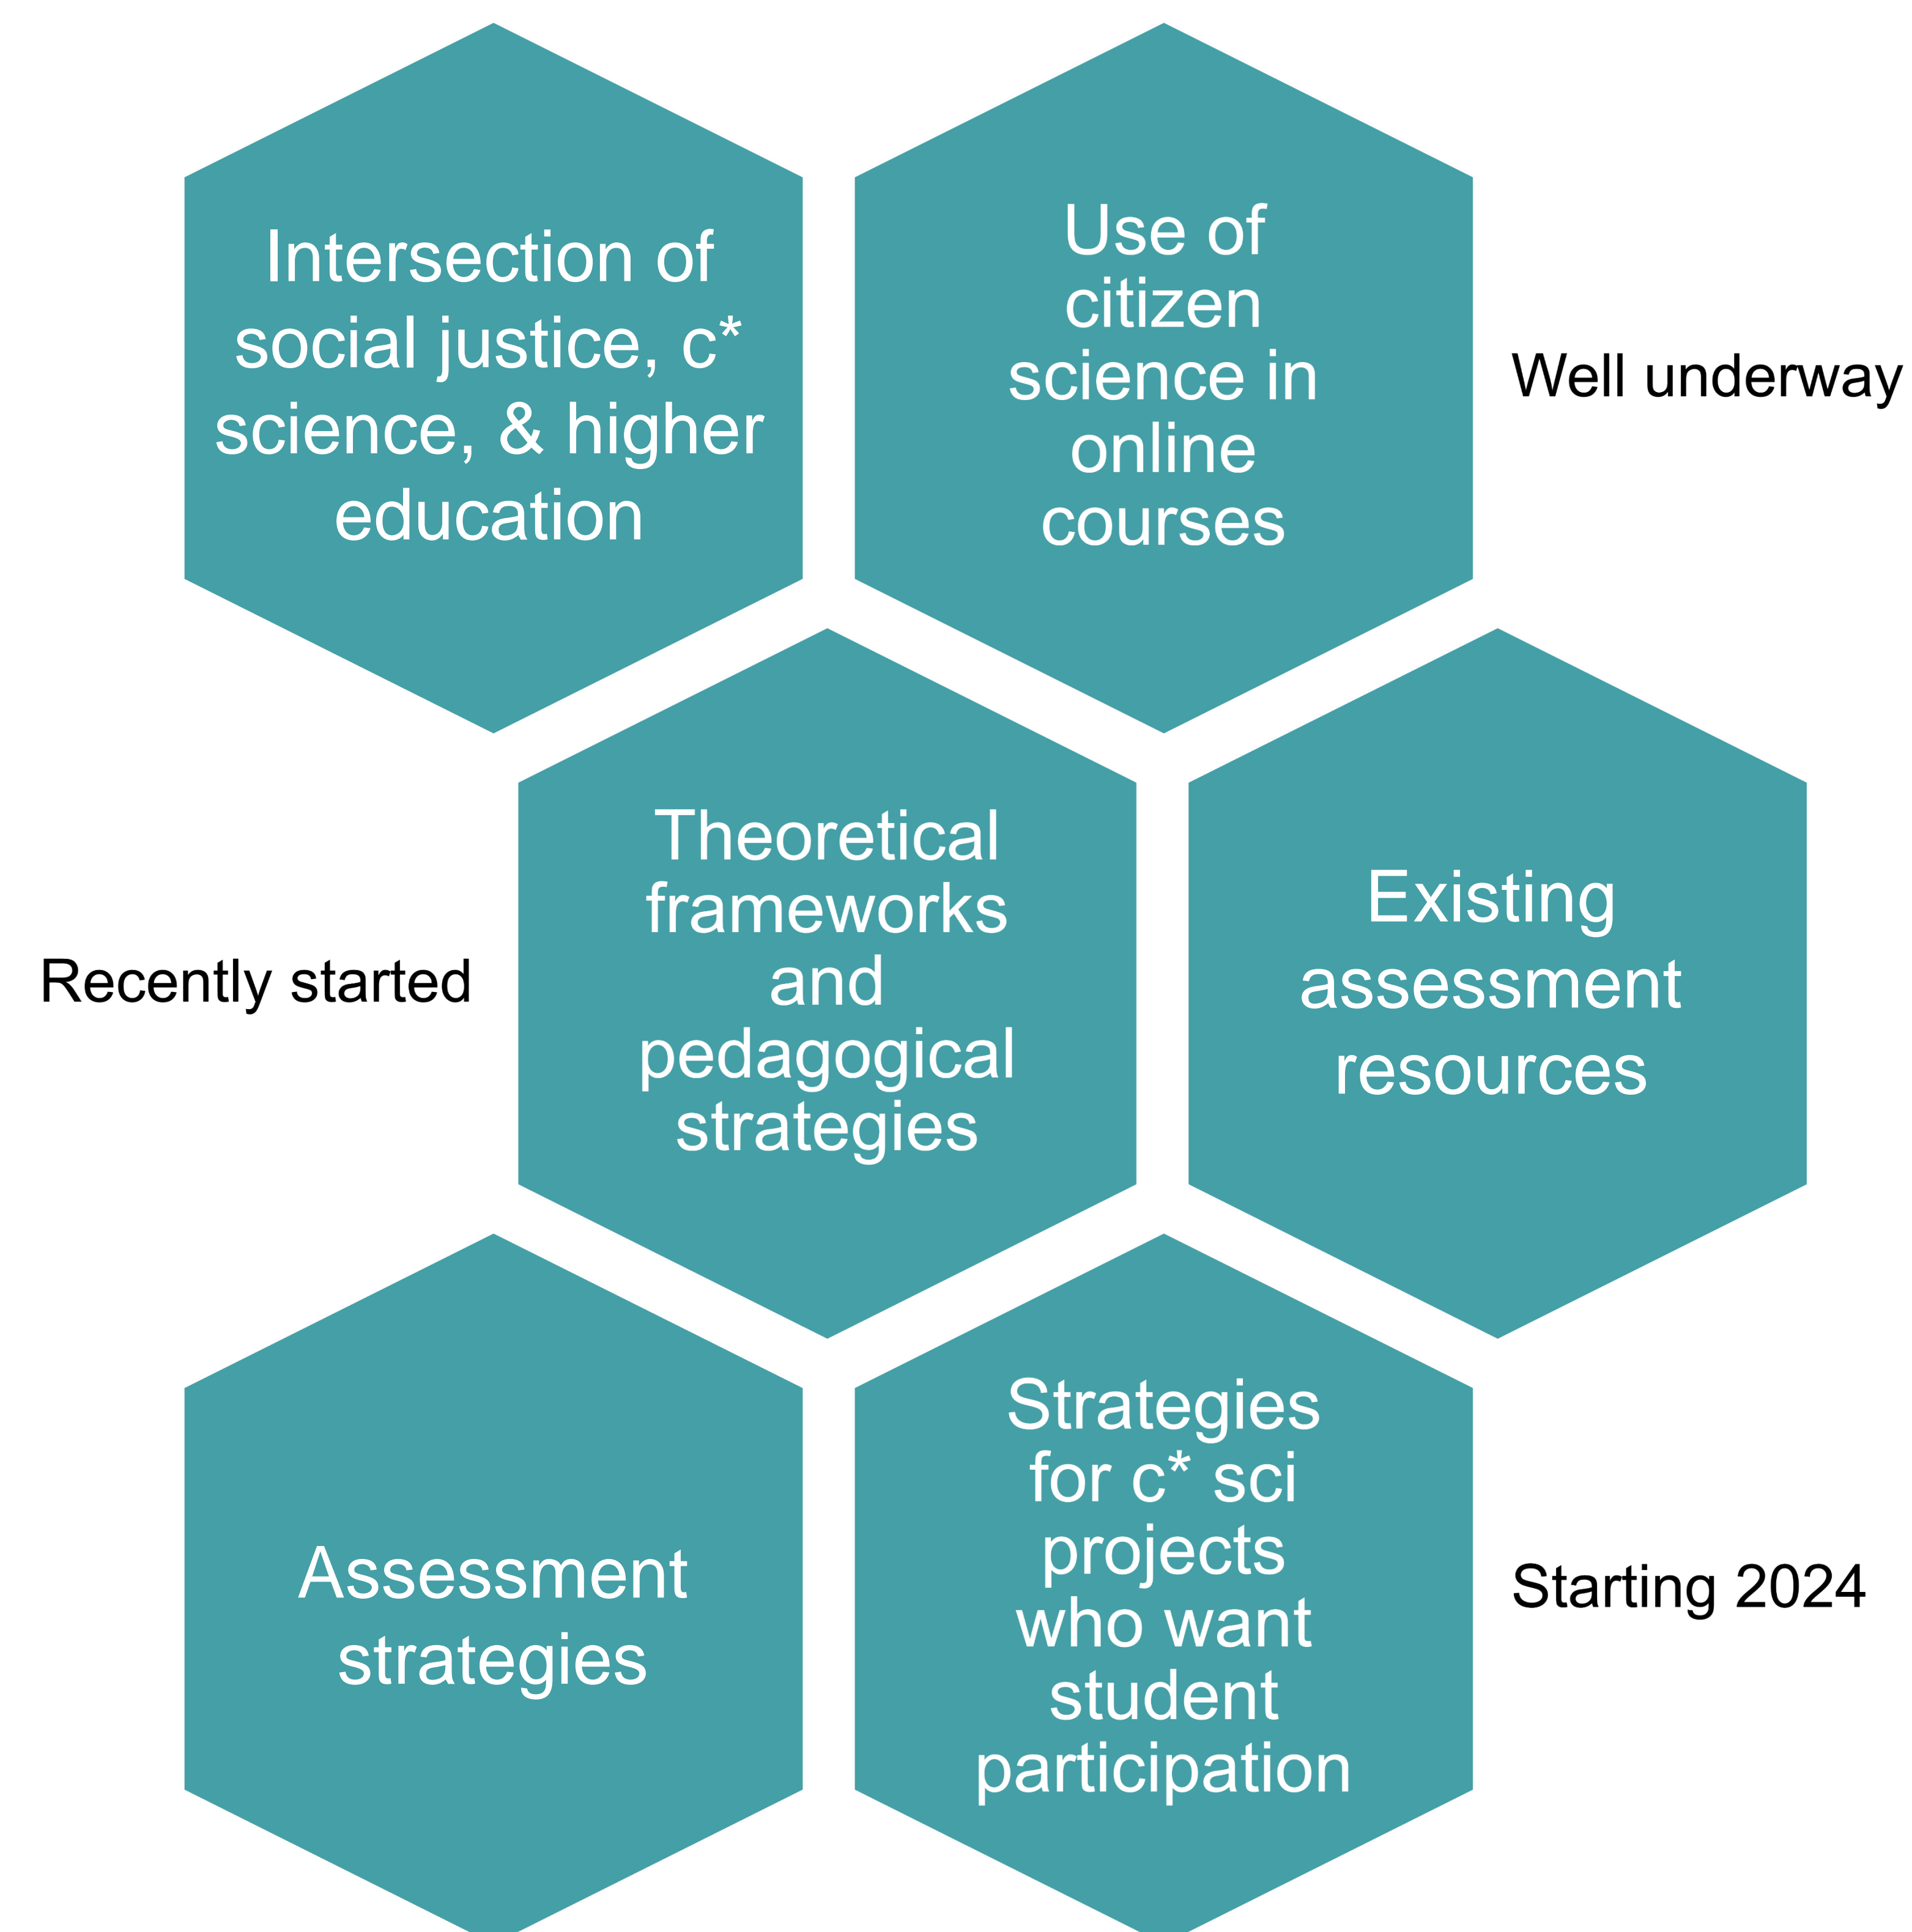 Intersection of
social justice, c*
science, & higher
education
Use of
citizen
science in
online
courses
Well underway
Recently started
Theoretical
frameworks
and
pedagogical
strategies
Existing
assessment
resources
Assessment
strategies
Strategies
for c* sci
projects
who want
student
participation
Starting 2024